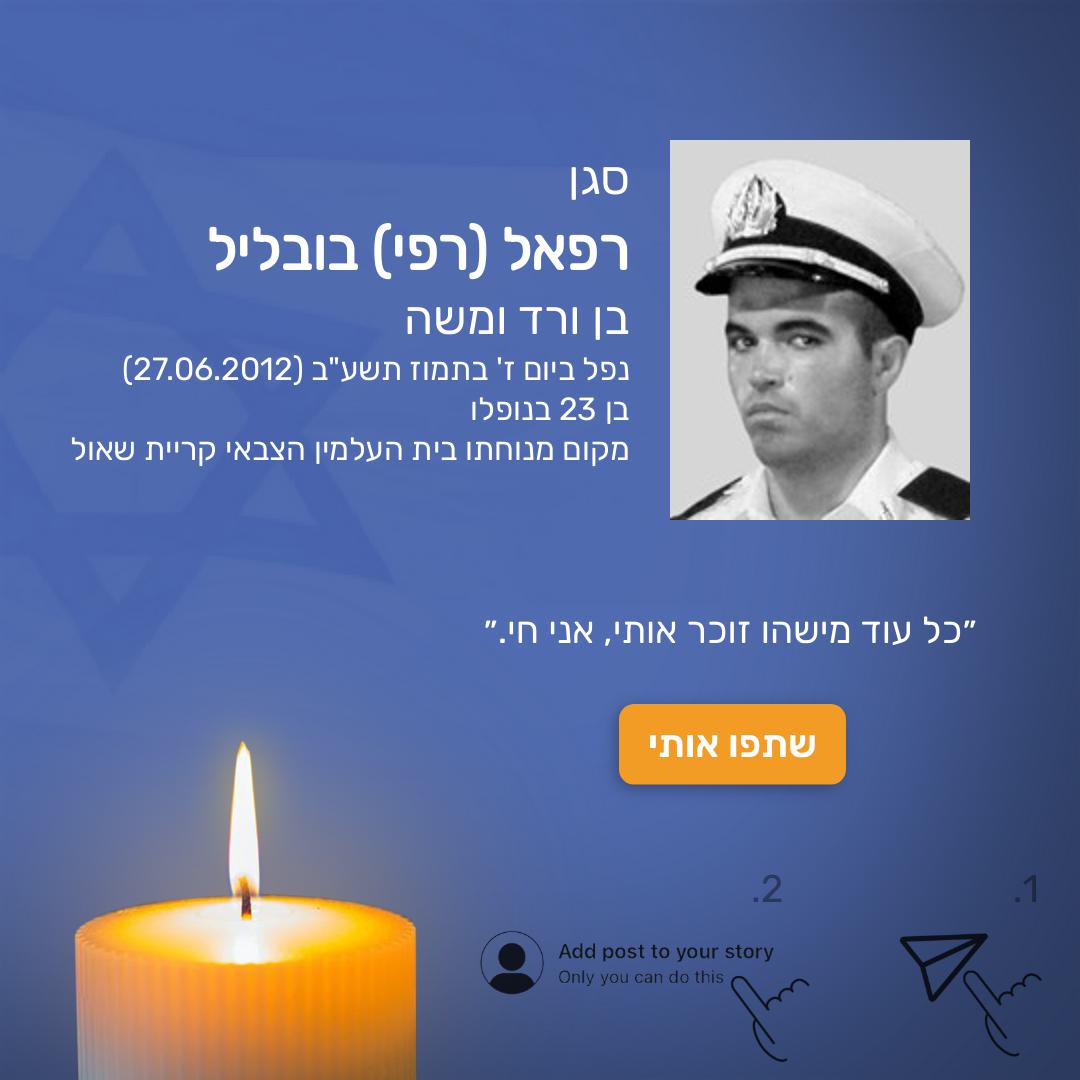 סגן
רפאל (רפי) בובליל
בן ורד ומשה
נפל ביום ז' בתמוז תשע"ב (27.06.2012)
בן 23 בנופלו
מקום מנוחתו בית העלמין הצבאי קריית שאול
״כל עוד מישהו זוכר אותי, אני חי.״
שתפו אותי
.1
.2
Add post to your story
Only you can do this